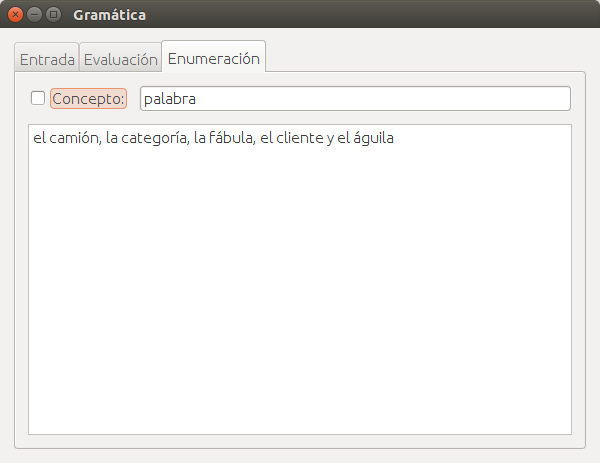 Gramática
Entrada Evaluación Enumeración
Concepto: palabra
el camión, la categoría, la fábula, el cliente y el águila